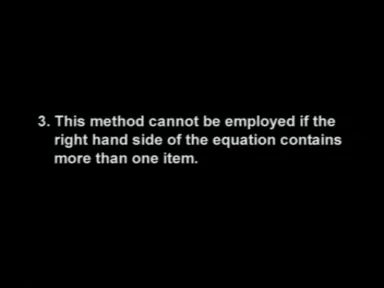 3. This method cannot be employed if the
right hand side of the equation contains
more than one item.